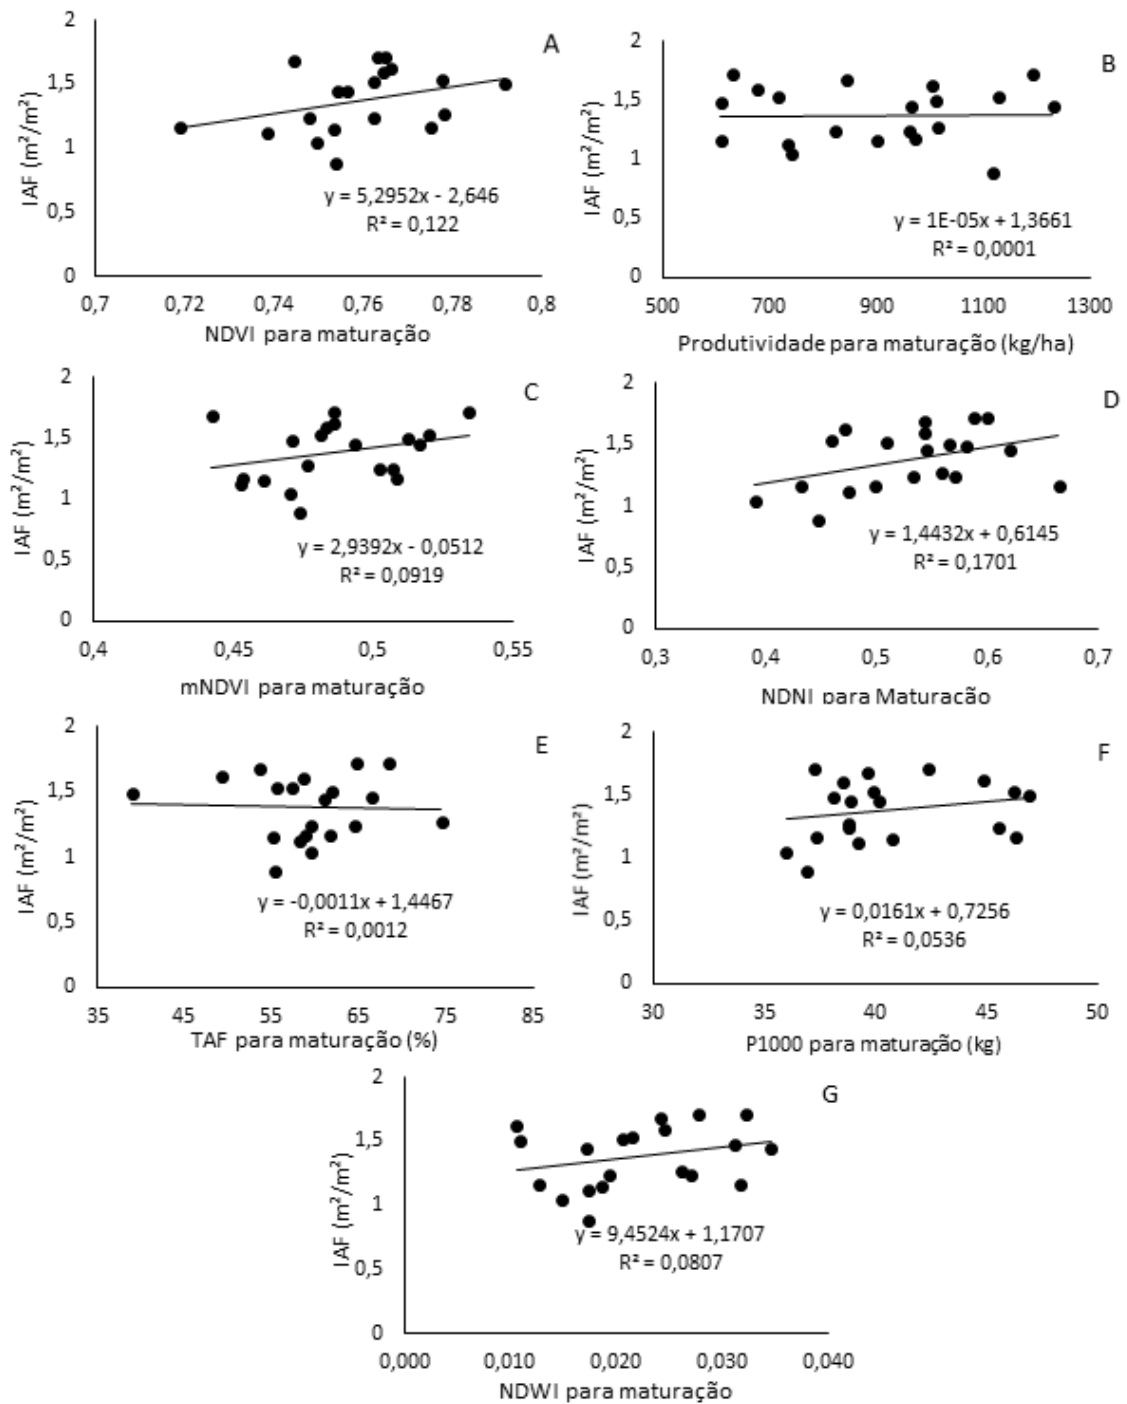 A
IAF (m²/m²)
2
1,5
1
0,5
0
y = 5,2952x - 2,646
R² = 0,122
0,7 0,72 0,74 0,76 0,78 0,8
NDVI para maturação
B
IAF (m²/m²)
2
1,5
1
0,5
0
y = 1E-05x + 1,3661
R² = 0,0001
500 700 900 1100 1300
Produtividade para maturação (kg/ha)
C
IAF (m²/m²)
2
1,5
1
0,5
0
y = 2,9392x - 0,0512
R² = 0,0919
0,4 0,45 0,5 0,55
mNDVI para maturação
D
IAF (m²/m²)
2
1,5
1
0,5
0
y = 1,4432x + 0,6145
R² = 0,1701
0,3 0,4 0,5 0,6 0,7
NDNI para Maturacão
E
IAF (m²/m²)
2
1,5
1
0,5
0
y = -0,0011x + 1,4467
R² = 0,0012
35 45 55 65 75 85
TAF para maturação (%)
F
IAF (m²/m²)
2
1,5
1
0,5
0
y = 0,0161x + 0,7256
R² = 0,0536
30 35 40 45 50
P1000 para maturação (kg)
G
IAF (m²/m²)
2
1,5
1
0,5
0
y = 9,4524x + 1,1707
R² = 0,0807
0,000 0,010 0,020 0,030 0,040
NDWI para maturação